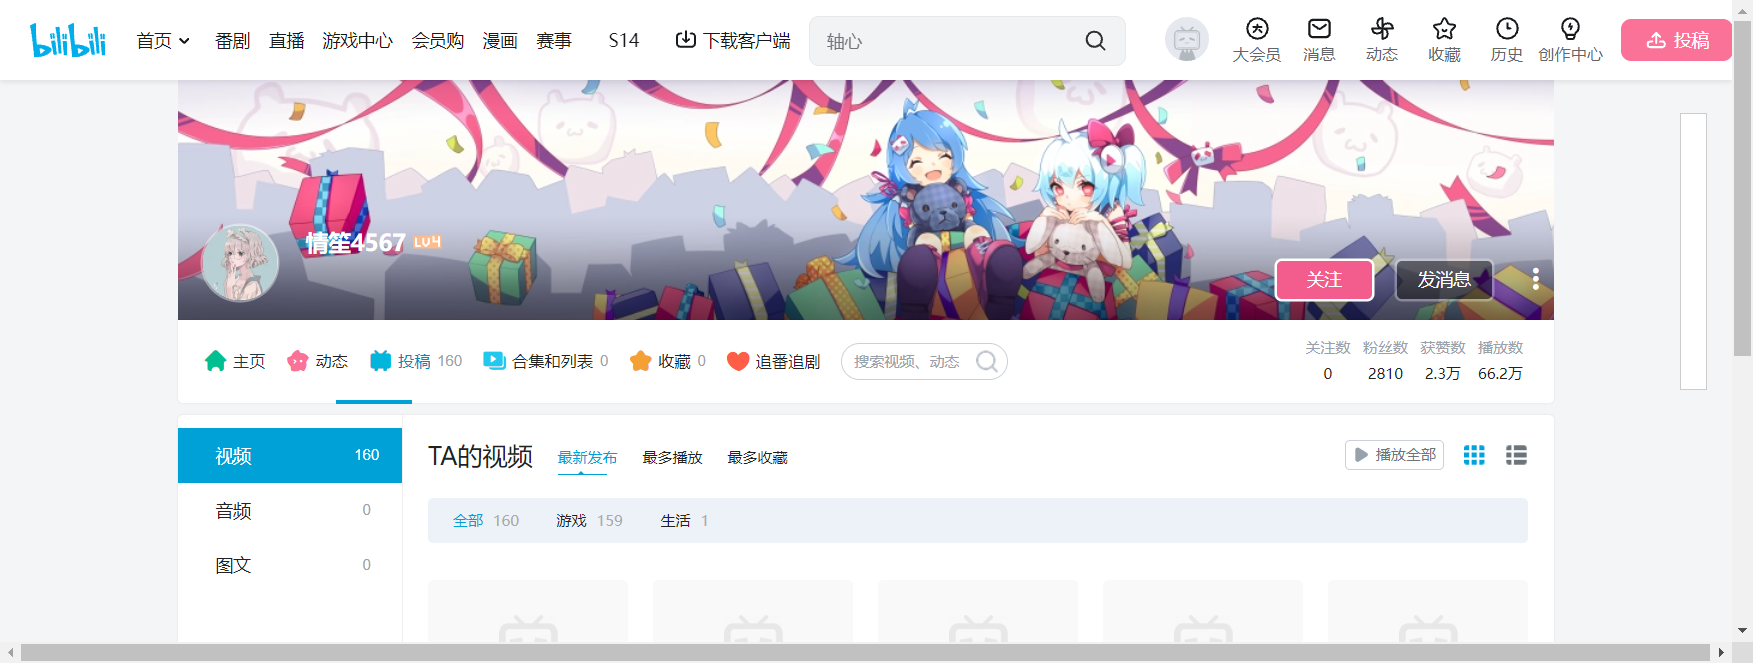 bilibili 首页 番剧 直播 游戏中心 会员购 漫画 赛事 S14 下载客户端 轴心 大会员 消息 动态 收藏 历史 创作中心 投稿
情笙4567 LV4
关注 发消息
主页 动态 投稿 160 合集和列表 0 收藏 0 追番追剧 搜索视频、动态
关注数 粉丝数 获赞数 播放数
0 2810 2.3万 66.2万
视频 160
音频 0
图文 0
TA的视频 最新发布 最多播放 最多收藏 播放全部
全部 160 游戏 159 生活 1